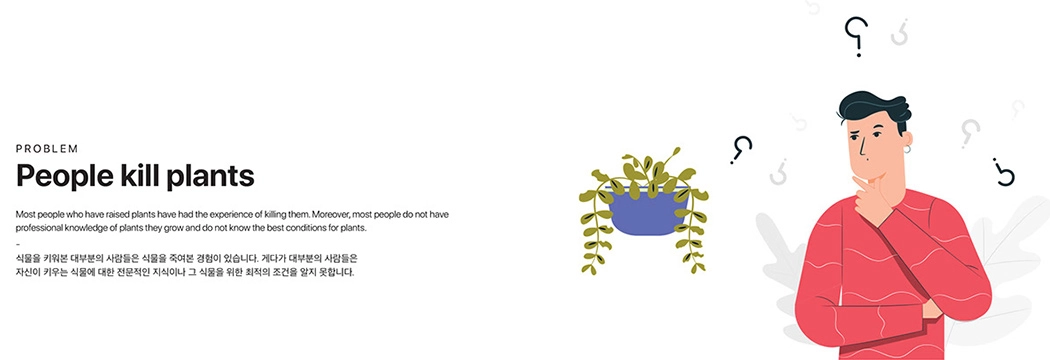 PROBLEM
People kill plants
Most people who have raised plants have had the experience of killing them. Moreover, most people do not have
professional knowledge of plants they grow and do not know the best conditions for plants.
-
식물을 키워본 대부분의 사람들은 식물을 죽여본 경험이 있습니다. 게다가 대부분의 사람들은
자신이 키우는 식물에 대한 전문적인 지식이나 그 식물을 위한 최적의 조건을 알지 못합니다.